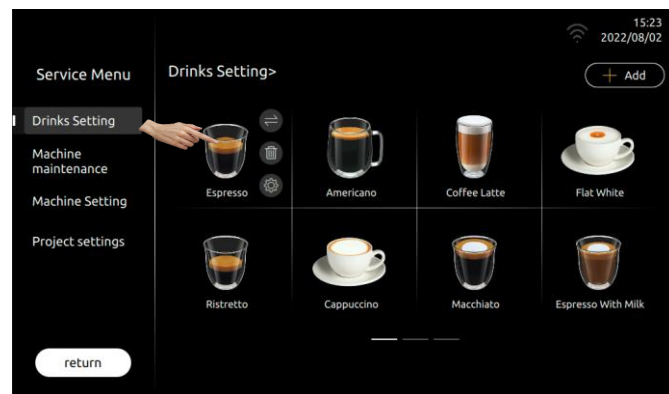 15:23
2022/08/02
Service Menu
Drinks Setting>
+ Add
Drinks Setting
Machine
maintenance
Machine Setting
Project settings
Espresso
Americano
Coffee Latte
Flat White
Ristretto
Cappuccino
Macchiato
Espresso With Milk
return